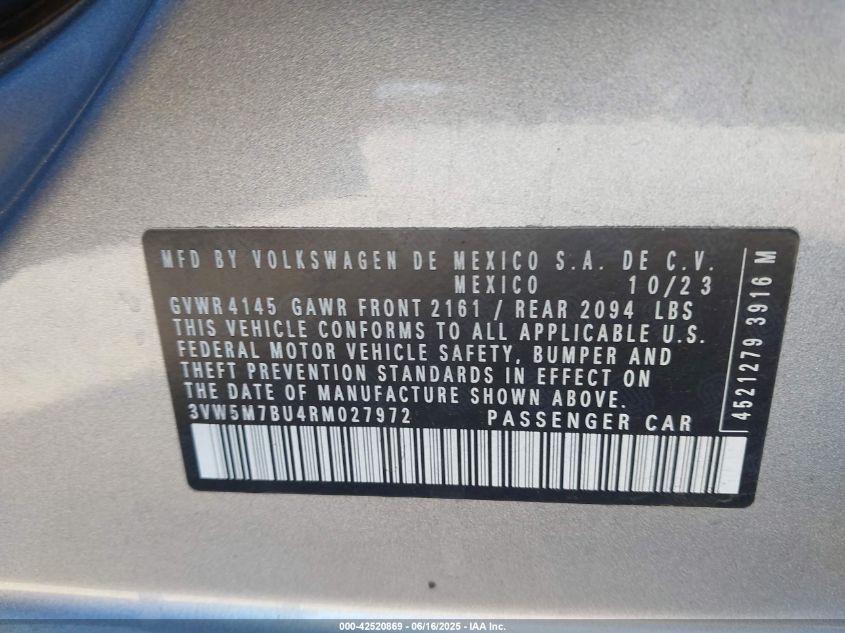 MFD BY VOLKSWAGEN DE MEXICO S.A. DE C.V.
MEXICO 10/23
GVWR 4145 GAWR FRONT 2161 / REAR 2094 LBS
THIS VEHICLE CONFORMS TO ALL APPLICABLE U.S.
FEDERAL MOTOR VEHICLE SAFETY, BUMPER AND
THEFT PREVENTION STANDARDS IN EFFECT ON
THE DATE OF MANUFACTURE SHOWN ABOVE.
3VW5M7BU4RM027972 PASSENGER CAR
4521279 3916 M
000-42520869 - 06/16/2025 - IAA Inc.